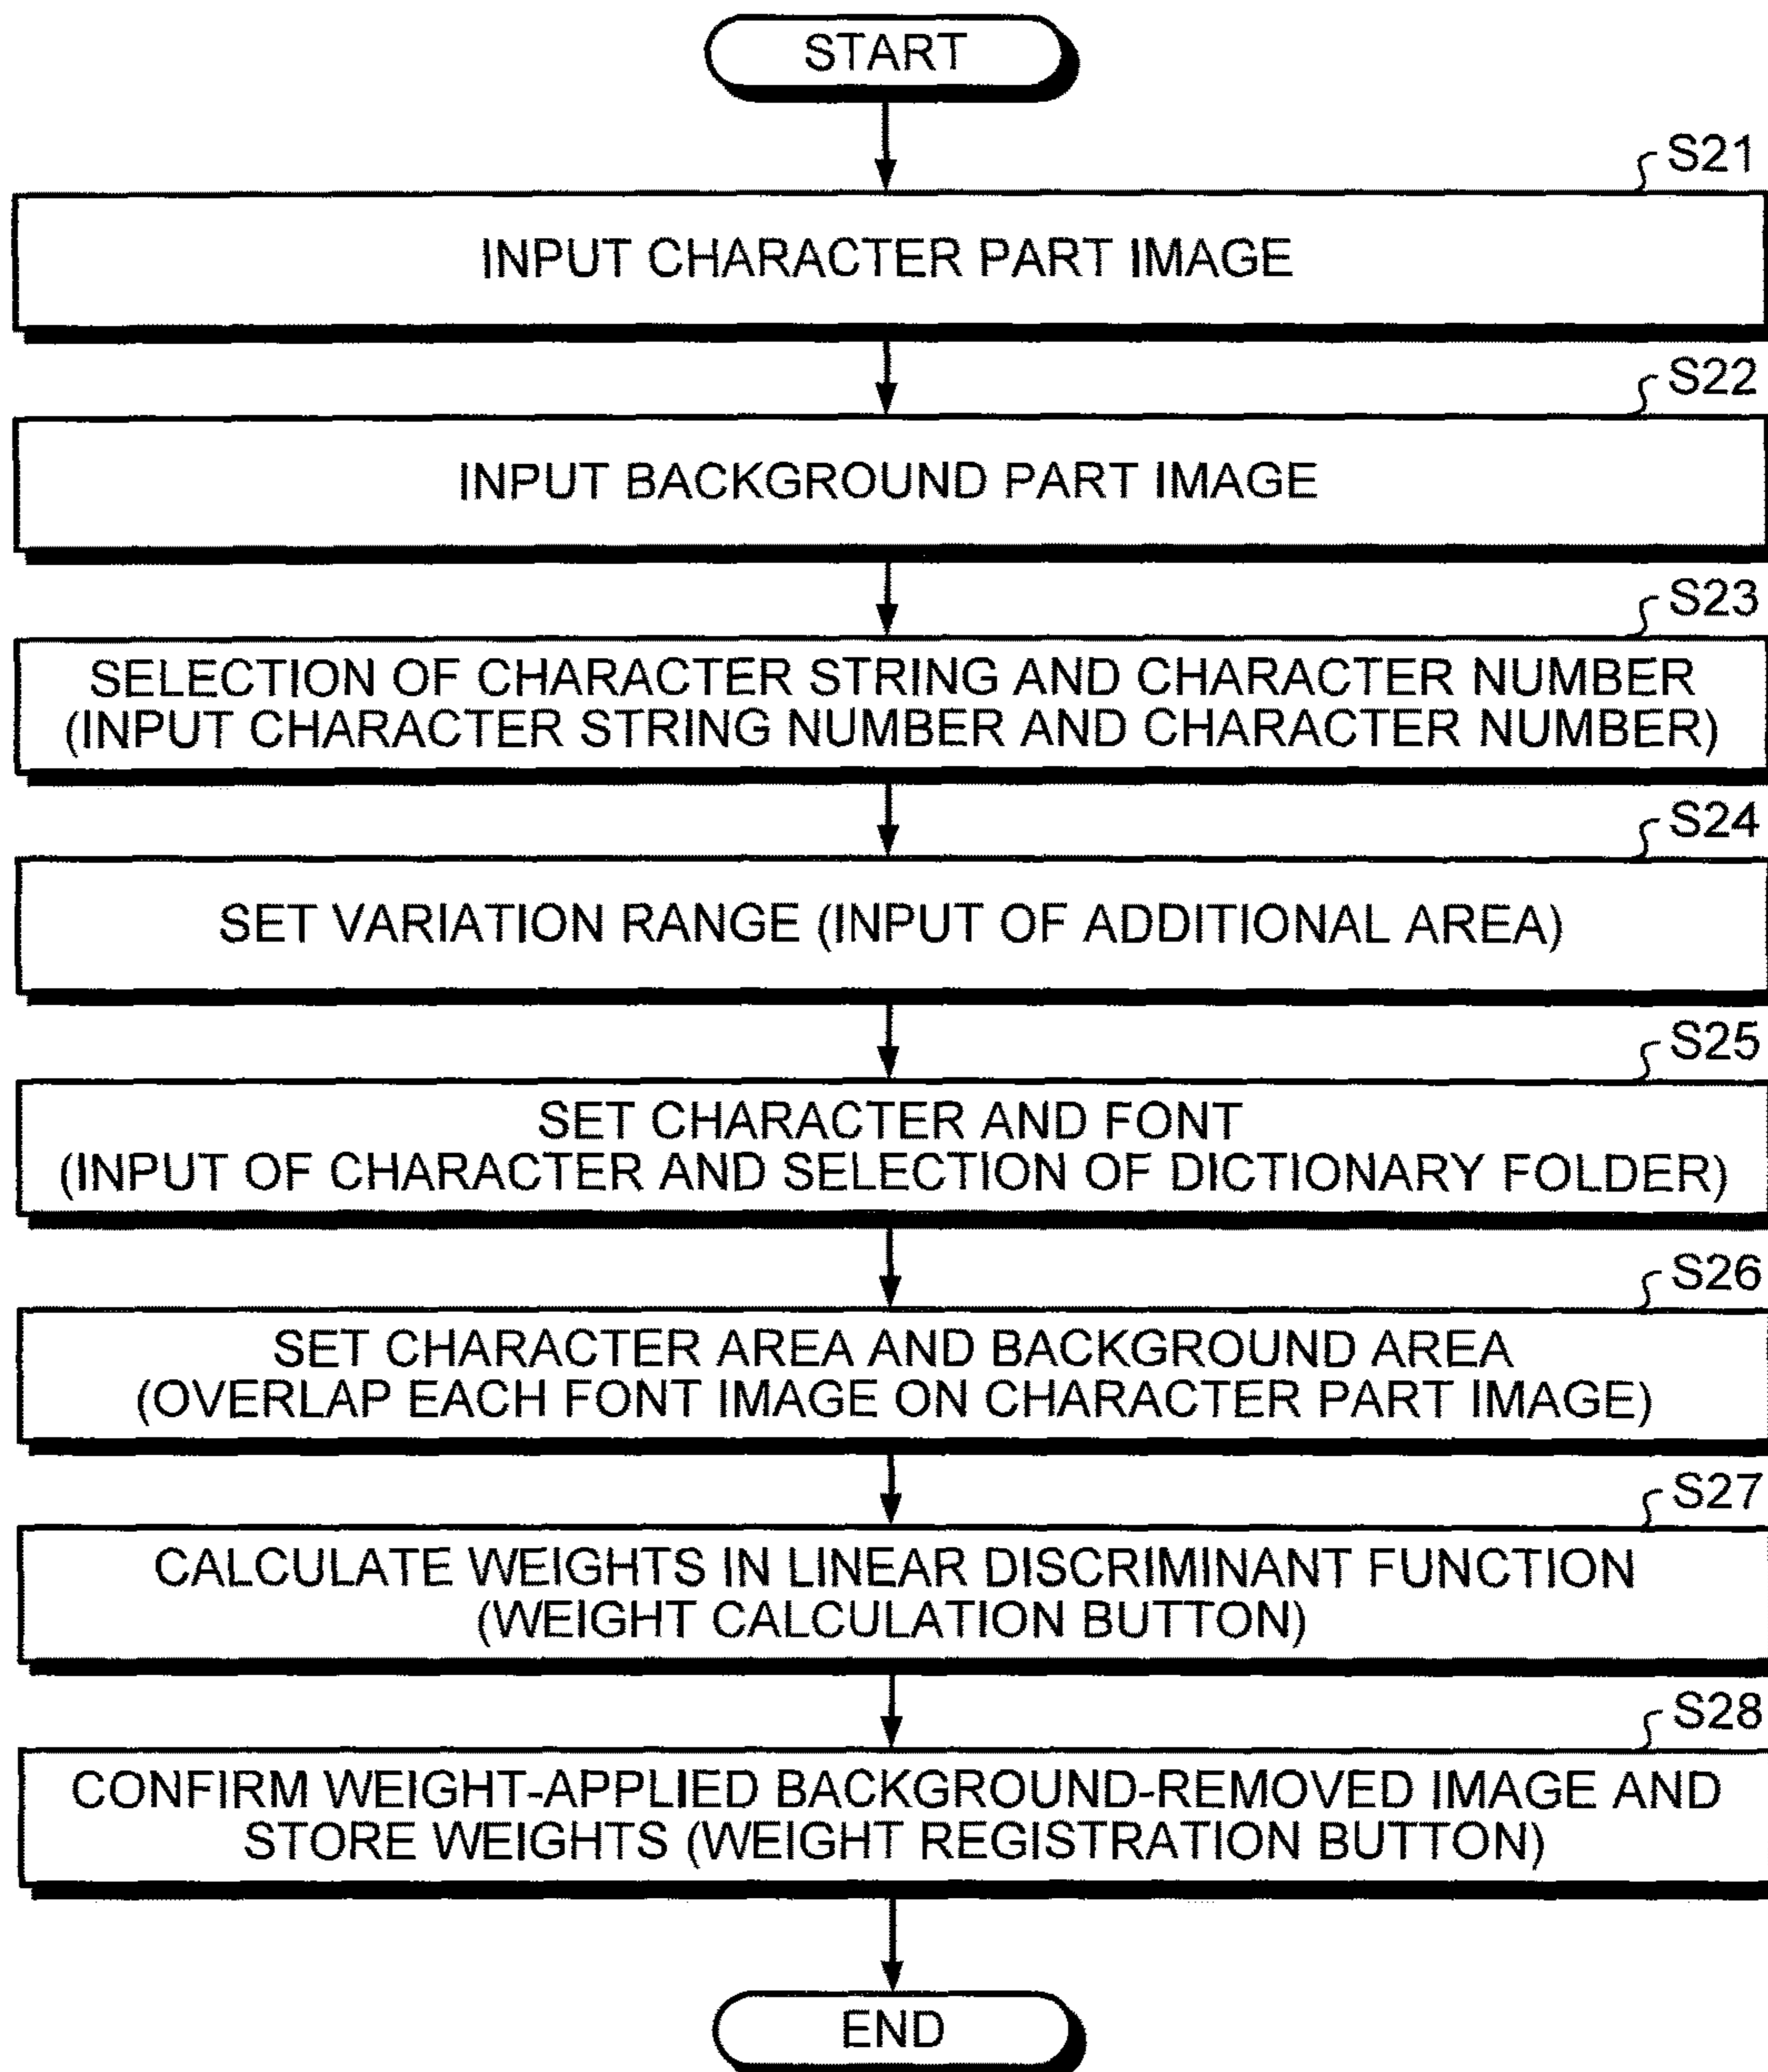 START
S21
INPUT CHARACTER PART IMAGE
S22
INPUT BACKGROUND PART IMAGE
S23
SELECTION OF CHARACTER STRING AND CHARACTER NUMBER
(INPUT CHARACTER STRING NUMBER AND CHARACTER NUMBER)
S24
SET VARIATION RANGE (INPUT OF ADDITIONAL AREA)
S25
SET CHARACTER AND FONT
(INPUT OF CHARACTER AND SELECTION OF DICTIONARY FOLDER)
S26
SET CHARACTER AREA AND BACKGROUND AREA
(OVERLAP EACH FONT IMAGE ON CHARACTER PART IMAGE)
S27
CALCULATE WEIGHTS IN LINEAR DISCRIMINANT FUNCTION
(WEIGHT CALCULATION BUTTON)
S28
CONFIRM WEIGHT-APPLIED BACKGROUND-REMOVED IMAGE AND
STORE WEIGHTS (WEIGHT REGISTRATION BUTTON)
END